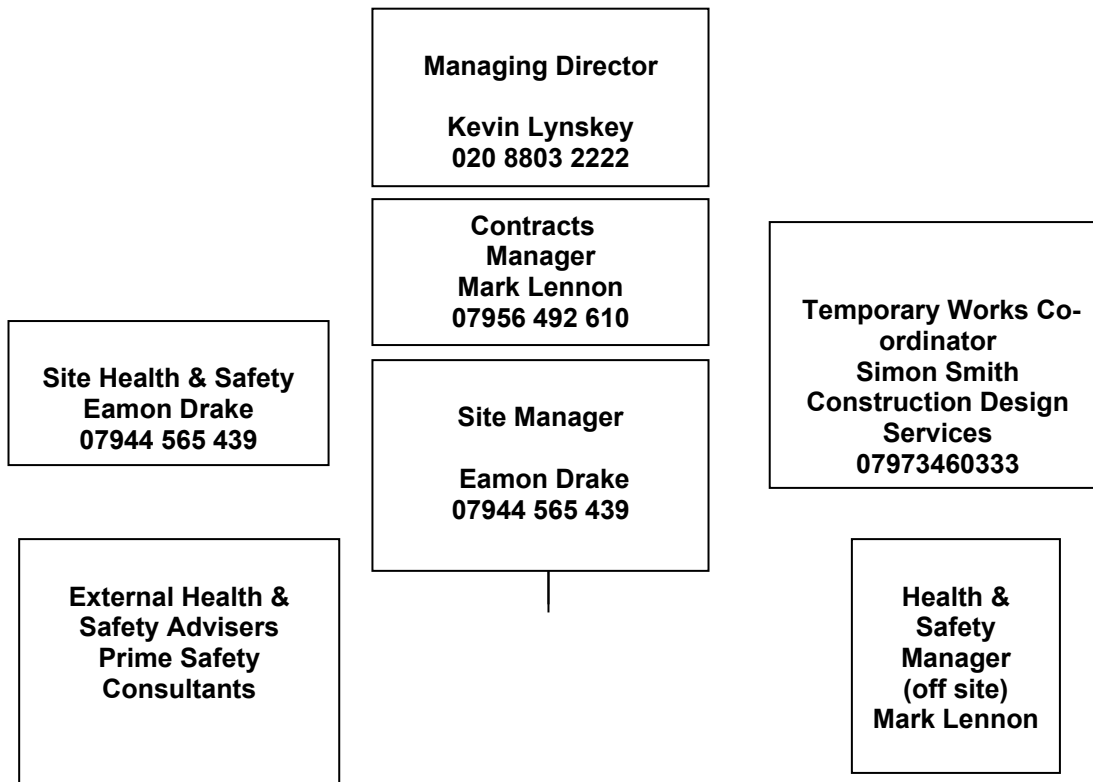 Managing Director
Kevin Lynskey
020 8803 2222
Contracts
Manager
Mark Lennon
07956 492 610
Temporary Works Co-
ordinator
Simon Smith
Construction Design
Services
07973460333
Site Health & Safety
Eamon Drake
07944 565 439
Site Manager
Eamon Drake
07944 565 439
External Health &
Safety Advisers
Prime Safety
Consultants
Health &
Safety
Manager
(off site)
Mark Lennon